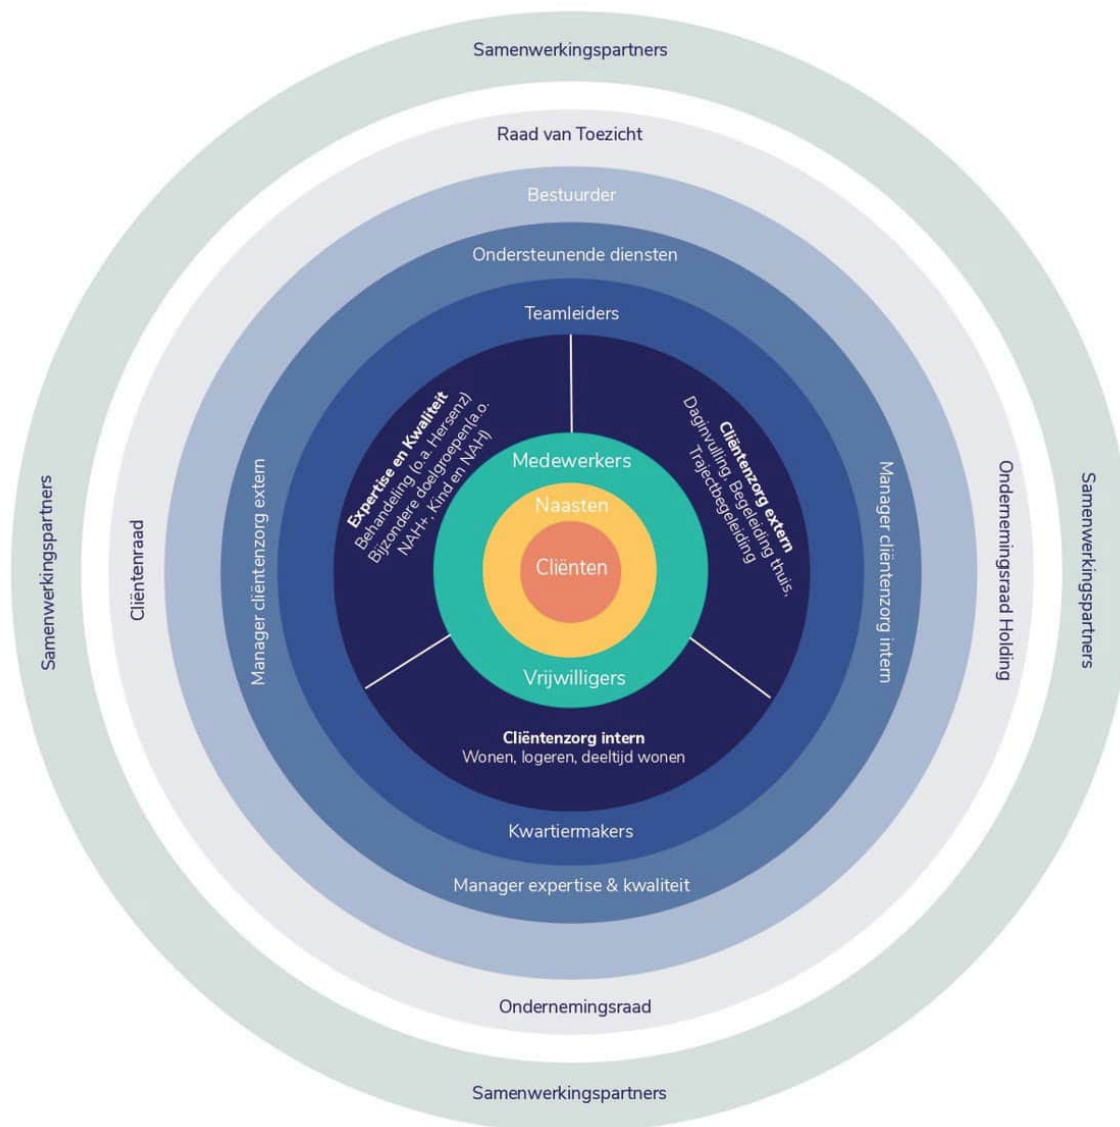 Samenwerkingspartners
Raad van Toezicht
Bestuurder
Ondersteunende diensten
Teamleiders
Expertise en Kwaliteit
Behandeling (o.a. Hersenz)
Bijzondere doelgroepen(a.o.
NAH+, Kind en NAH)
Cliëntenzorg extern
Daginvulling, Begeleiding thuis,
Trajectbegeleiding
Medewerkers
Naasten
Cliënten
Vrijwilligers
Samenwerkingspartners
Cliëntenraad
Manager cliëntenzorg extern
Manager cliëntenzorg intern
Ondernemingsraad Holding
Samenwerkingspartners
Cliëntenzorg intern
Wonen, logeren, deeltijd wonen
Kwartiermakers
Manager expertise & kwaliteit
Ondernemingsraad
Samenwerkingspartners